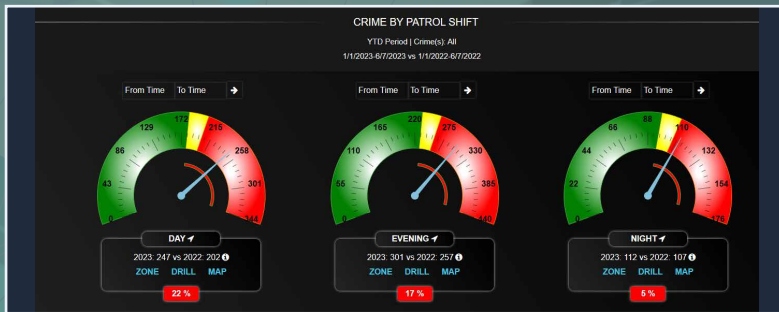 CRIME BY PATROL SHIFT
YTD Period | Crime(s): All
1/1/2023-6/7/2023 vs 1/1/2022-6/7/2022
From Time To Time
0 43 86 129 172 215 258 301 344
DAY
2023: 247 vs 2022: 202
ZONE DRILL MAP
22 %
From Time To Time
0 55 110 165 220 275 330 385 440
EVENING
2023: 301 vs 2022: 257
ZONE DRILL MAP
17 %
From Time To Time
0 22 44 66 88 110 132 154 176
NIGHT
2023: 112 vs 2022: 107
ZONE DRILL MAP
5 %